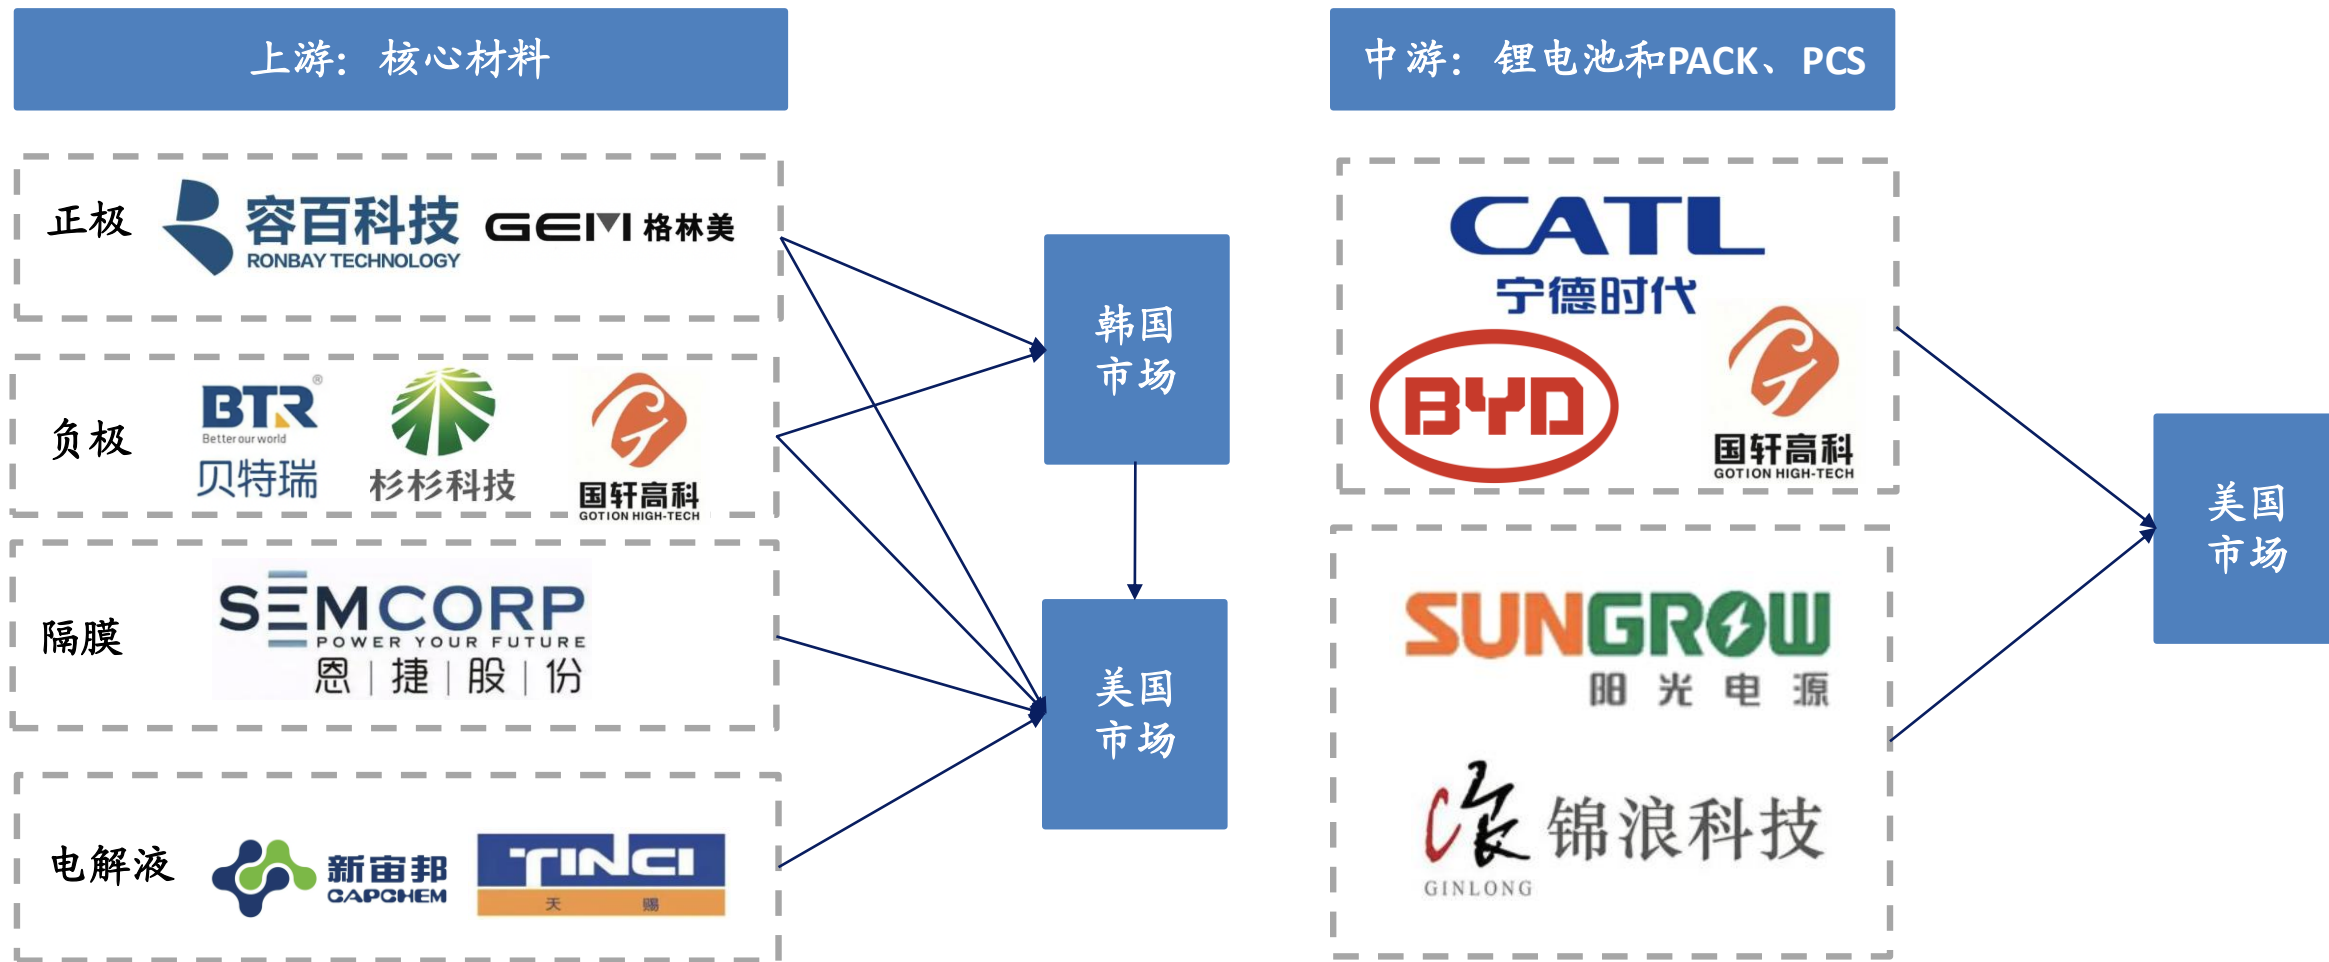 上游：核心材料
正极
容百科技
RONBAY TECHNOLOGY
GEM 格林美
负极
BTR®
Better our world
贝特瑞
杉杉科技
国轩高科
GOTION HIGH-TECH
隔膜
SEMCORP
POWER YOUR FUTURE
恩|捷|股|份
电解液
新宙邦
CAPCHEM
TINCI
天 赐
韩国
市场
美国
市场
中游：锂电池和PACK、PCS
CATL
宁德时代
BYD
国轩高科
GOTION HIGH-TECH
SUNGROW
阳光电源
锦浪科技
GINLONG
美国
市场